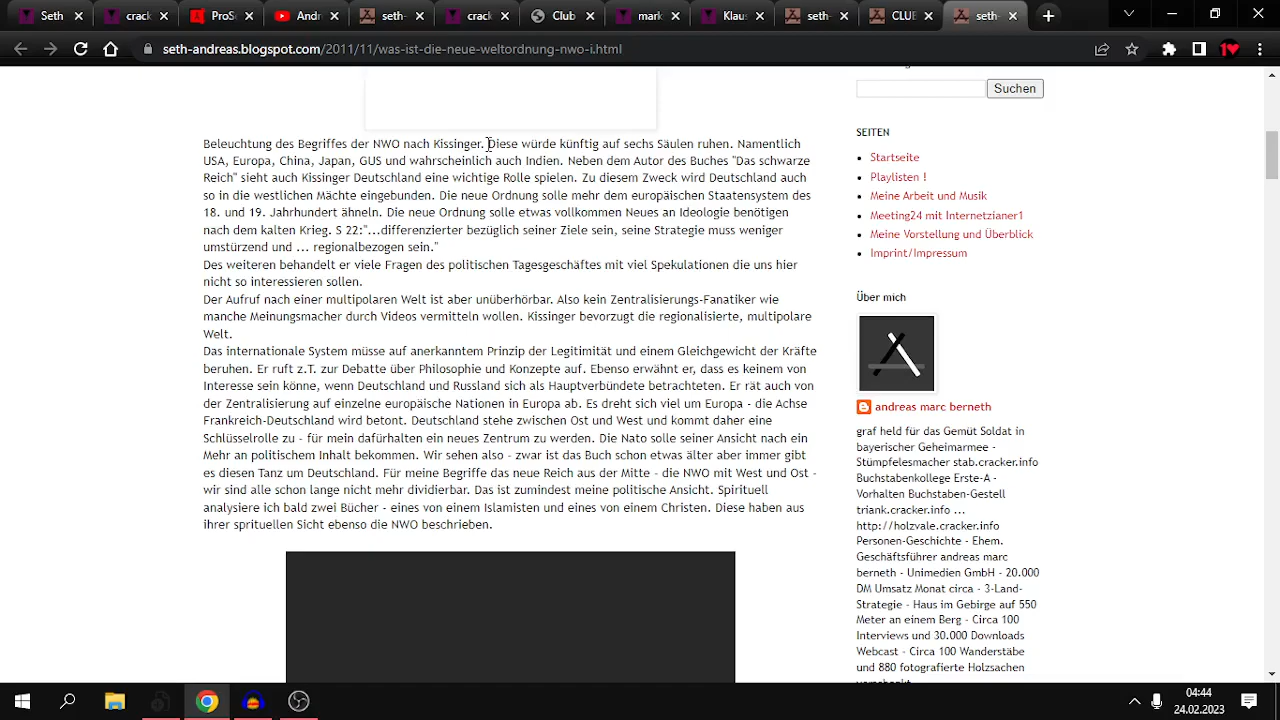 Seth
crack
ProS
Andr
seth-
crack
Club
mark
Klaus
seth-
CLUB
seth-
seth-andreas.blogspot.com/2011/11/was-ist-die-neue-weltordnung-nwo-i.html
Suchen
Beleuchtung des Begriffes der NWO nach Kissinger. Diese würde künftig auf sechs Säulen ruhen. Namentlich
USA, Europa, China, Japan, GUS und wahrscheinlich auch Indien. Neben dem Autor des Buches "Das schwarze
Reich" sieht auch Kissinger Deutschland eine wichtige Rolle spielen. Zu diesem Zweck wird Deutschland auch
so in die westlichen Mächte eingebunden. Die neue Ordnung solle mehr dem europäischen Staatensystem des
18. und 19. Jahrhundert ähneln. Die neue Ordnung solle etwas vollkommen Neues an Ideologie benötigen
nach dem kalten Krieg. S 22:"...differenzierter bezüglich seiner Ziele sein, seine Strategie muss weniger
umstürzend und ... regionalbezogen sein."
Des weiteren behandelt er viele Fragen des politischen Tagesgeschäftes mit viel Spekulationen die uns hier
nicht so interessieren sollen.
Der Aufruf nach einer multipolaren Welt ist aber unüberhörbar. Also kein Zentralisierungs-Fanatiker wie
manche Meinungsmacher durch Videos vermitteln wollen. Kissinger bevorzugt die regionalisierte, multipolare
Welt.
Das internationale System müsse auf anerkanntem Prinzip der Legitimität und einem Gleichgewicht der Kräfte
beruhen. Er ruft z.T. zur Debatte über Philosophie und Konzepte auf. Ebenso erwähnt er, dass es keinem von
Interesse sein könne, wenn Deutschland und Russland sich als Hauptverbündete betrachteten. Er rät auch von
der Zentralisierung auf einzelne europäische Nationen in Europa ab. Es dreht sich viel um Europa - die Achse
Frankreich-Deutschland wird betont. Deutschland stehe zwischen Ost und West und kommt daher eine
Schlüsselrolle zu - für mein dafürhalten ein neues Zentrum zu werden. Die Nato solle seiner Ansicht nach ein
Mehr an politischem Inhalt bekommen. Wir sehen also - zwar ist das Buch schon etwas älter aber immer gibt
es diesen Tanz um Deutschland. Für meine Begriffe das neue Reich aus der Mitte - die NWO mit West und Ost -
wir sind alle schon lange nicht mehr dividierbar. Das ist zumindest meine politische Ansicht. Spirituell
analysiere ich bald zwei Bücher - eines von einem Islamisten und eines von einem Christen. Diese haben aus
ihrer sprituellen Sicht ebenso die NWO beschrieben.
SEITEN
Startseite
Playlisten !
Meine Arbeit und Musik
Meeting24 mit Internetzianer1
Meine Vorstellung und Überblick
Imprint/Impressum
Über mich
andreas marc berneth
graf held für das Gemüt Soldat in
bayerischer Geheimarmee -
Stümpfelesmacher stab.cracker.info
Buchstabenkollege Erste-A -
Vorhalten Buchstaben-Gestell
triank.cracker.info ...
http://holzvale.cracker.info
Personen-Geschichte - Ehem.
Geschäftsführer andreas marc
berneth - Unimedien GmbH - 20.000
DM Umsatz Monat circa - 3-Land-
Strategie - Haus im Gebirge auf 550
Meter an einem Berg - Circa 100
Interviews und 30.000 Downloads
Webcast - Circa 100 Wanderstäbe
und 880 fotografierte Holzsachen
04:44
24.02.2023